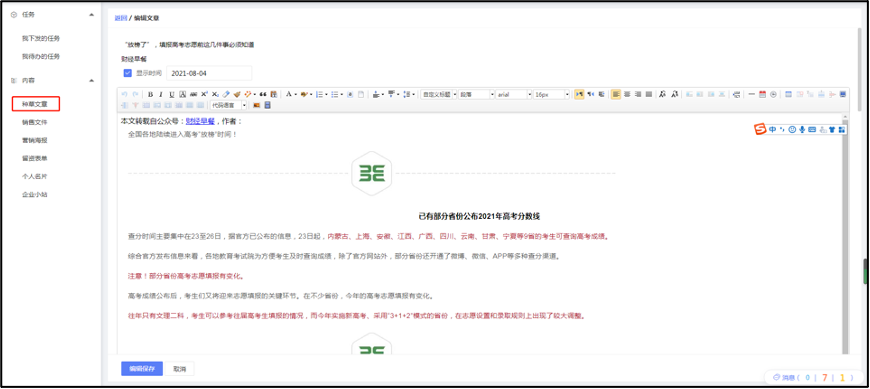 任务
我下发的任务
我待办的任务
内容
种草文章
销售文件
营销海报
留资表单
个人名片
企业小站
返回 / 编辑文章
“放榜了”，填报高考志愿前这几件事必须知道
财经早餐
显示时间 2021-08-04
自定义标题 段落 arial 16px
代码语言
本文转载自公众号：财经早餐，作者：
全国各地陆续进入高考“放榜”时间！
中
已有部分省份公布2021年高考分数线
查分时间主要集中在23至26日，据官方已公布的信息，23日起，内蒙古、上海、安徽、江西、广西、四川、云南、甘肃、宁夏等9省的考生可查询高考成绩。
综合官方发布信息来看，各地教育考试院为方便考生及时查询成绩，除了官方网站外，部分省份还开通了微博、微信、APP等多种查分渠道。
注意！部分省份高考志愿填报有变化。
高考成绩公布后，考生们又将迎来志愿填报的关键环节。在不少省份，今年的高考志愿填报有变化。
往年只有文理二科，考生可以参考往届高考生填报的情况，而今年实施新高考、采用“3+1+2”模式的省份，在志愿设置和录取规则上出现了较大调整。
编辑保存 取消
消息 ( 0 | 7 | 1 )